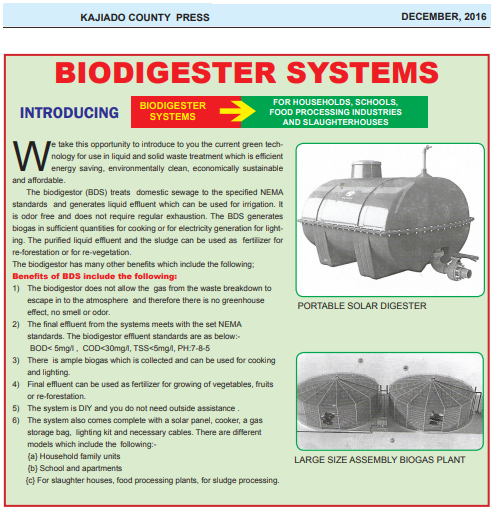 KAJIADO COUNTY PRESS
DECEMBER, 2016
BIODIGESTER SYSTEMS
INTRODUCING
BIODIGESTER
SYSTEMS
FOR HOUSEHOLDS, SCHOOLS,
FOOD PROCESSING INDUSTRIES
AND SLAUGHTERHOUSES
We take this opportunity to introduce to you the current green tech-
nology for use in liquid and solid waste treatment which is efficient
energy saving, environmentally clean, economically sustainable
and affordable.
The biodigestor (BDS) treats domestic sewage to the specified NEMA
standards and generates liquid effluent which can be used for irrigation. It
is odor free and does not require regular exhaustion. The BDS generates
biogas in sufficient quantities for cooking or for electricity generation for light-
ing. The purified liquid effluent and the sludge can be used as fertilizer for
re-forestation or for re-vegetation.
The biodigestor has many other benefits which include the following;
Benefits of BDS include the following:
1) The biodigestor does not allow the gas from the waste breakdown to
escape in to the atmosphere and therefore there is no greenhouse
effect, no smell or odor.
2) The final effluent from the systems meets with the set NEMA
standards. The biodigestor effluent standards are as below:-
BOD< 5mg/l , COD<30mg/l, TSS<5mg/l, PH:7-8-5
3) There is ample biogas which is collected and can be used for cooking
and lighting.
4) Final effluent can be used as fertilizer for growing of vegetables, fruits
or re-forestation.
5) The system is DIY and you do not need outside assistance .
6) The system also comes complete with a solar panel, cooker, a gas
storage bag, lighting kit and necessary cables. There are different
models which include the following:-
{a} Household family units
{b} School and apartments
{c} For slaughter houses, food processing plants, for sludge processing.
PORTABLE SOLAR DIGESTER
LARGE SIZE ASSEMBLY BIOGAS PLANT